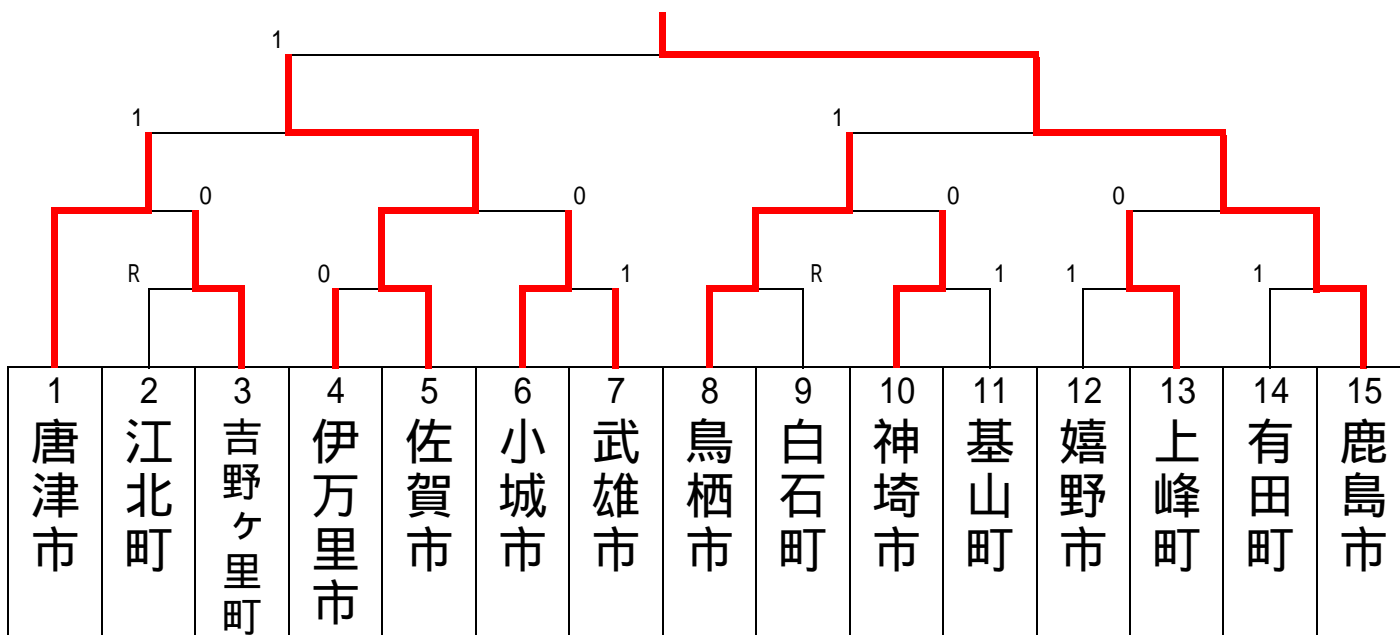 1
1
1
0
0
0
0
R
0
1
R
1
1
1
1
2
3
4
5
6
7
8
9
10
11
12
13
14
15
唐津市
江北町
吉野ヶ里町
伊万里市
佐賀市
小城市
武雄市
鳥栖市
白石町
神埼市
基山町
嬉野市
上峰町
有田町
鹿島市